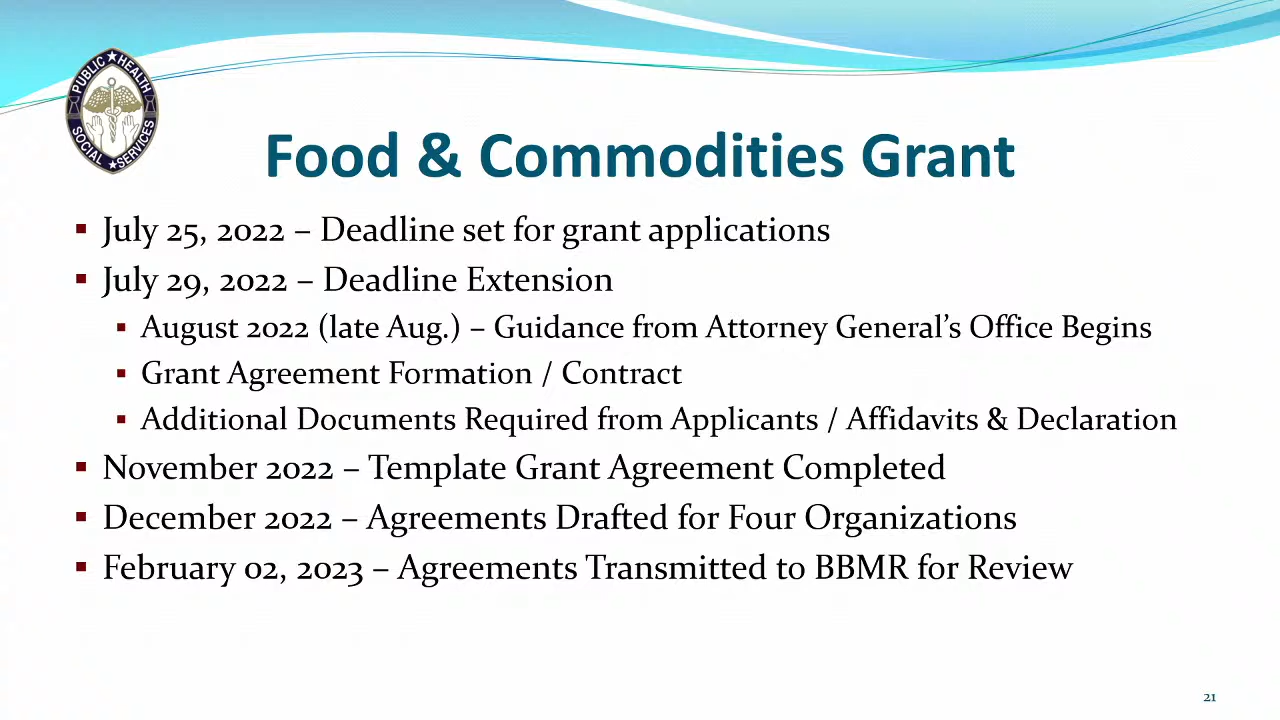 PUBLIC HEALTH
SOCIAL SERVICES
Food & Commodities Grant
▪ July 25, 2022 – Deadline set for grant applications
▪ July 29, 2022 – Deadline Extension
▪ August 2022 (late Aug.) – Guidance from Attorney General’s Office Begins
▪ Grant Agreement Formation / Contract
▪ Additional Documents Required from Applicants / Affidavits & Declaration
▪ November 2022 – Template Grant Agreement Completed
▪ December 2022 – Agreements Drafted for Four Organizations
▪ February 02, 2023 – Agreements Transmitted to BBMR for Review
21